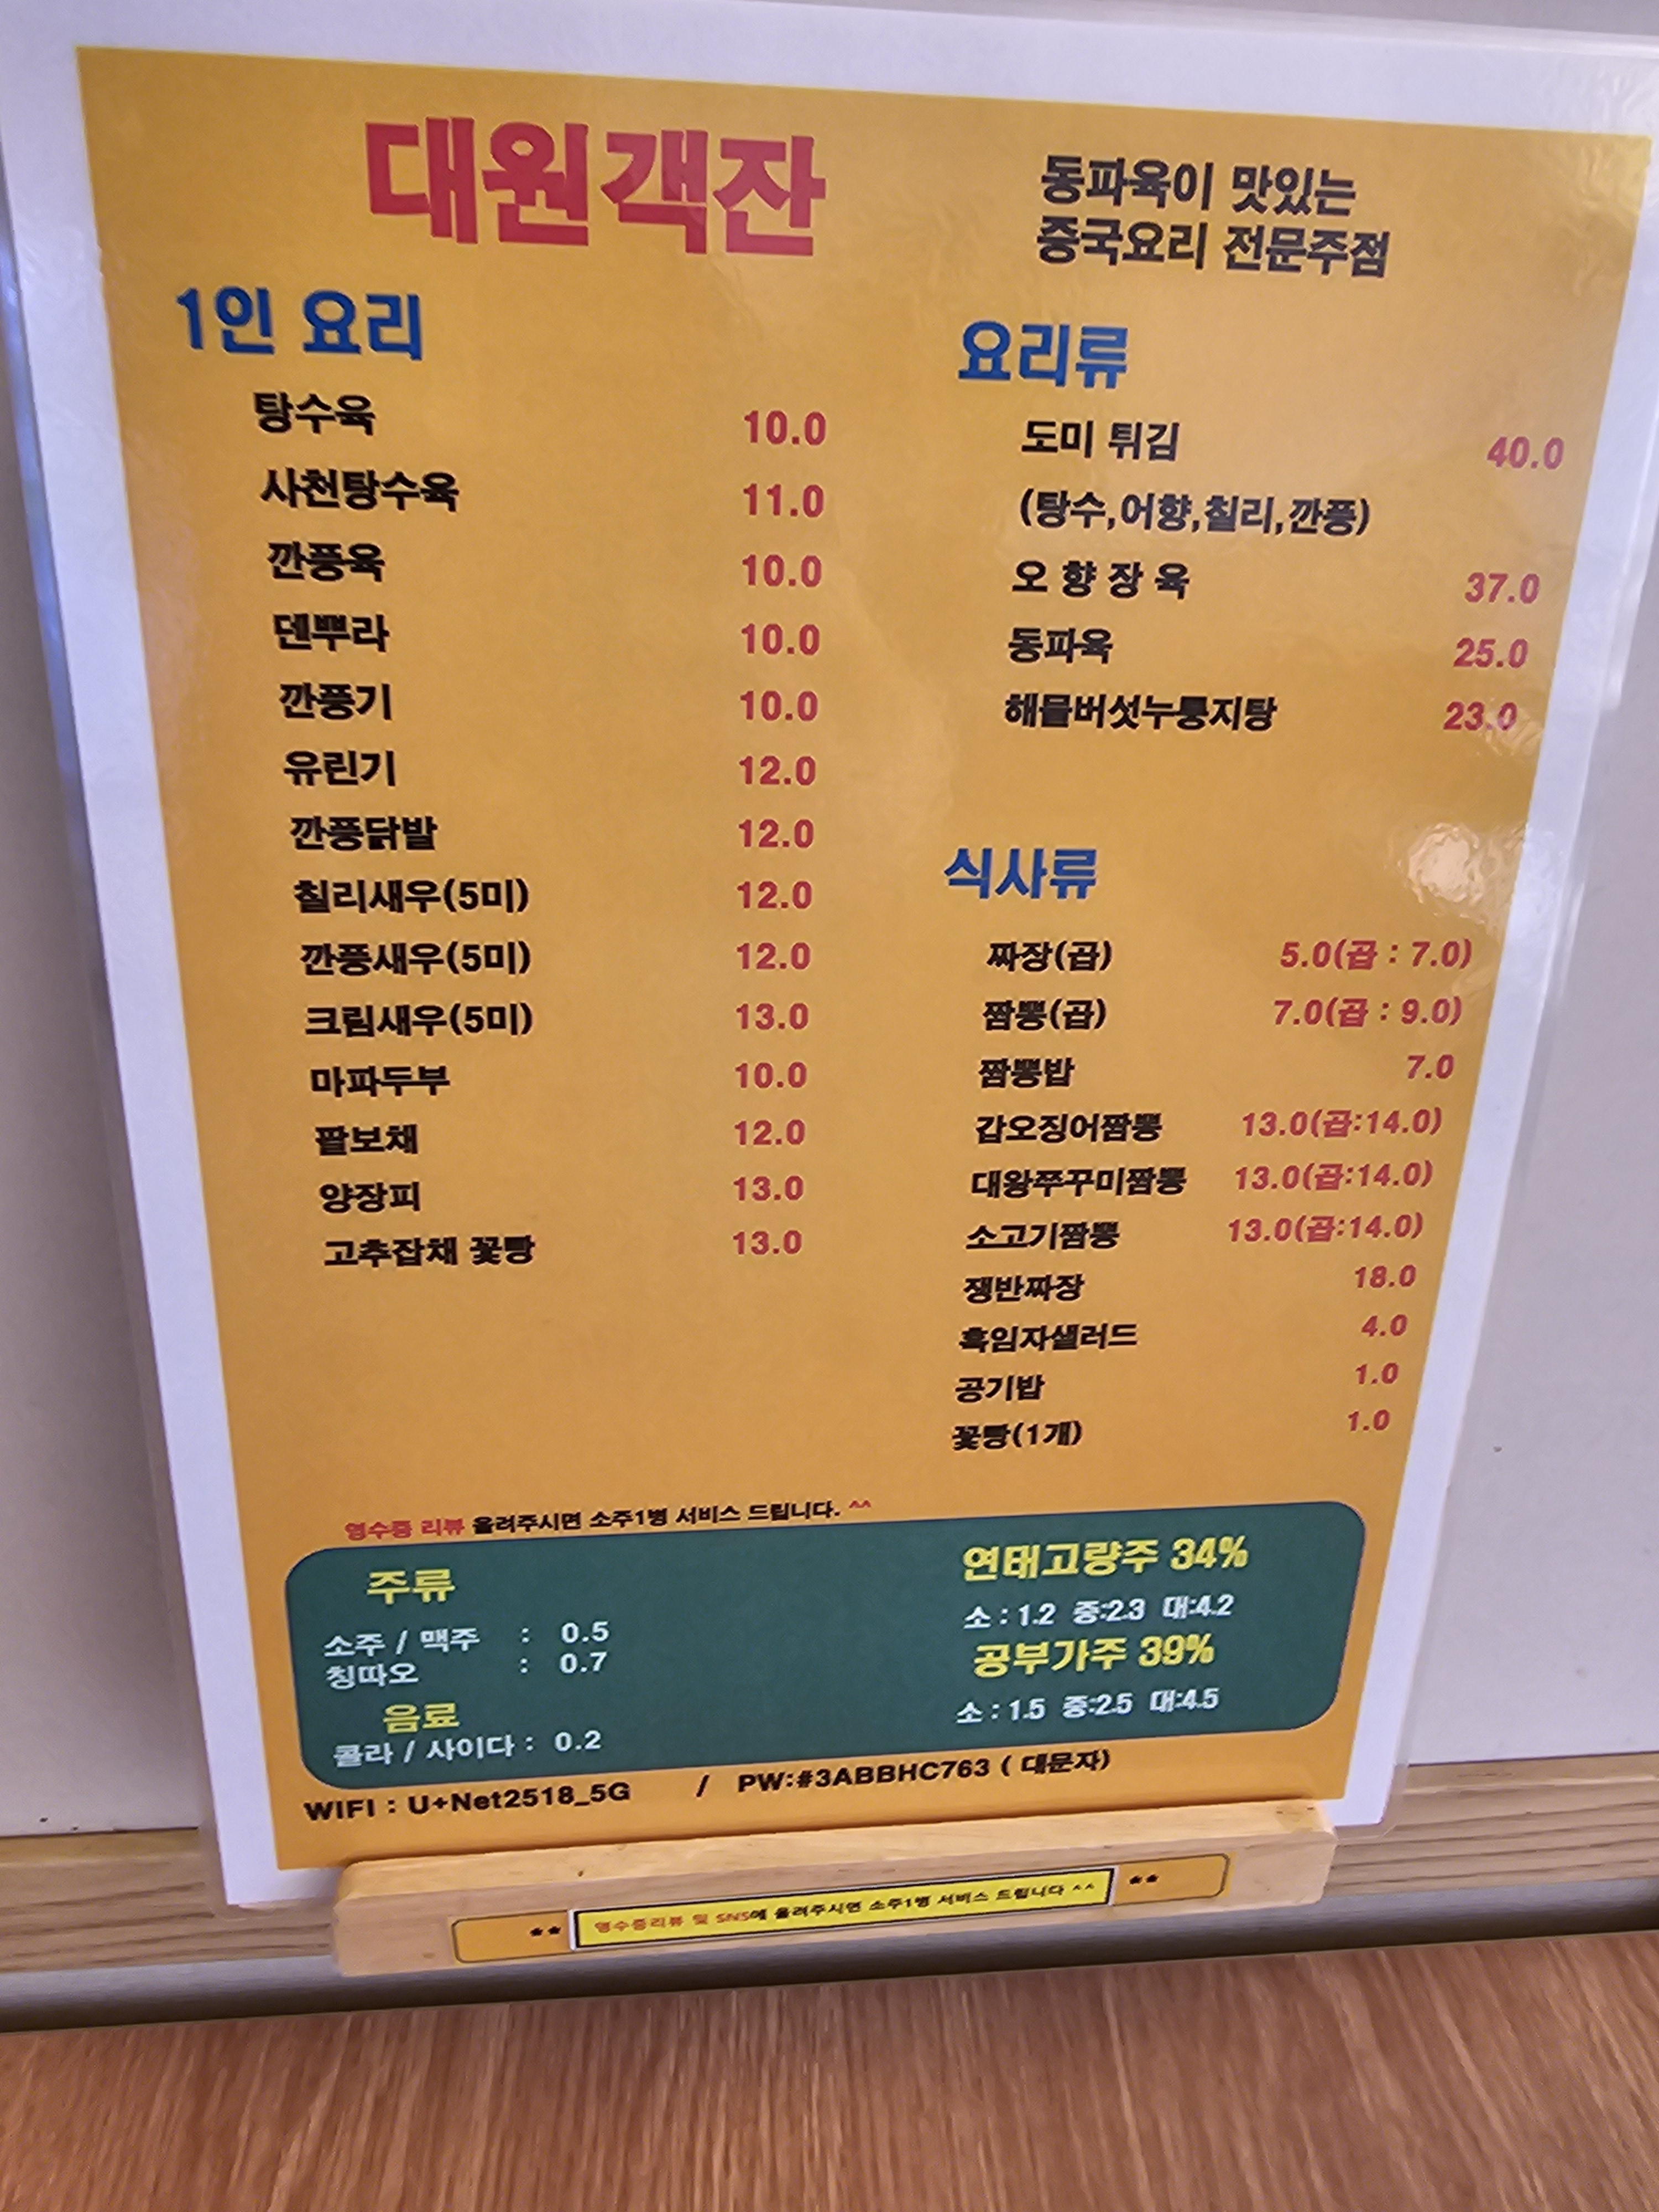 대원객잔
동파육이 맛있는
중국요리 전문주점
1인 요리
탕수육 10.0
사천탕수육 11.0
깐풍육 10.0
덴뿌라 10.0
깐풍기 10.0
유린기 12.0
깐풍닭발 12.0
칠리새우(5미) 12.0
깐풍새우(5미) 12.0
크림새우(5미) 13.0
마파두부 10.0
팔보채 12.0
양장피 13.0
고추잡채 꽃빵 13.0
요리류
도미 튀김 40.0
(탕수,어향,칠리,깐풍)
오 향 장 육 37.0
동파육 25.0
해물버섯누룽지탕 23.0
식사류
짜장(곱) 5.0(곱 : 7.0)
짬뽕(곱) 7.0(곱 : 9.0)
짬뽕밥 7.0
갑오징어짬뽕 13.0(곱:14.0)
대왕쭈꾸미짬뽕 13.0(곱:14.0)
소고기짬뽕 13.0(곱:14.0)
쟁반짜장 18.0
흑임자샐러드 4.0
공기밥 1.0
꽃빵(1개) 1.0
영수증 리뷰 올려주시면 소주1병 서비스 드립니다. ^^
주류
소주 / 맥주 : 0.5
칭따오 : 0.7
음료
콜라 / 사이다 : 0.2
연태고량주 34%
소 : 1.2 중:2.3 대:4.2
공부가주 39%
소 : 1.5 중:2.5 대:4.5
WIFI : U+Net2518_5G / PW:#3ABBHC763 ( 대문자)
** 영수증리뷰 및 SNS에 올려주시면 소주1병 서비스 드립니다 ^^ **